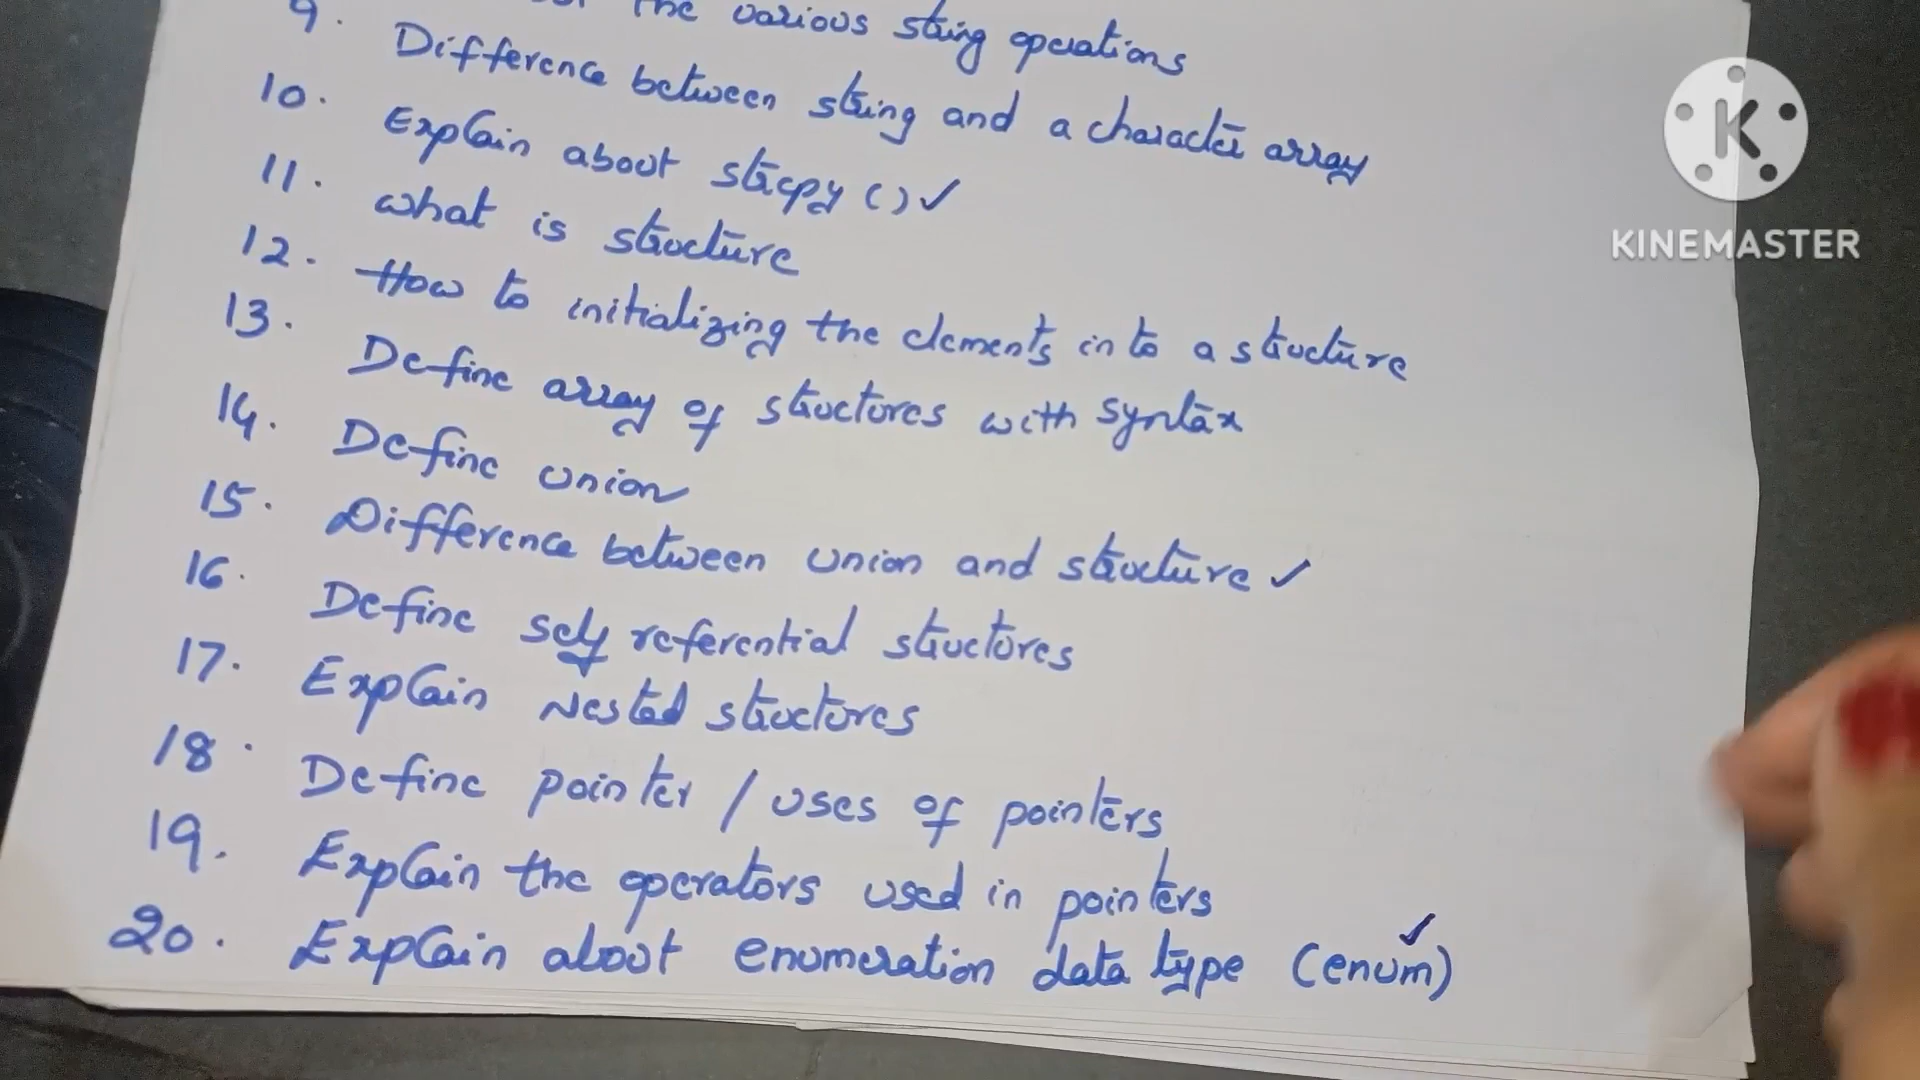 the various string operations
9. Difference between string and a character array
10. Explain about strcpy () ✓
11. what is structure
12. How to initializing the elements into a structure
13. Define array of structures with syntax
14. Define union
15. Difference between union and structure ✓
16. Define self referential structures
17. Explain Nested structures
18. Define pointer / uses of pointers
19. Explain the operators used in pointers
20. Explain about enumeration data type (enum) ✓
KINEMASTER